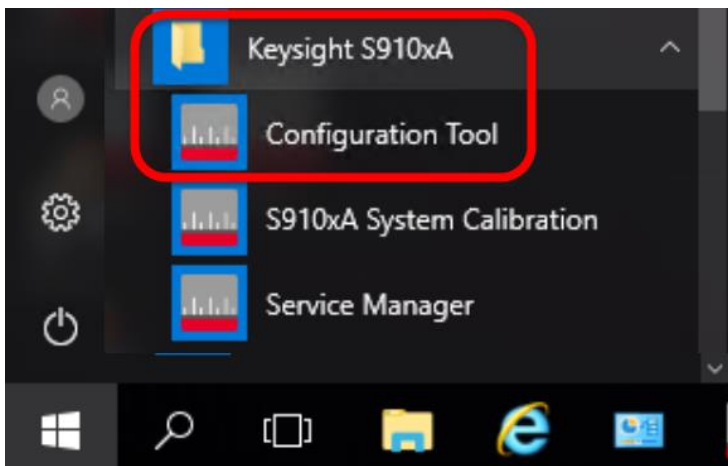 Keysight S910xA
Configuration Tool
S910xA System Calibration
Service Manager